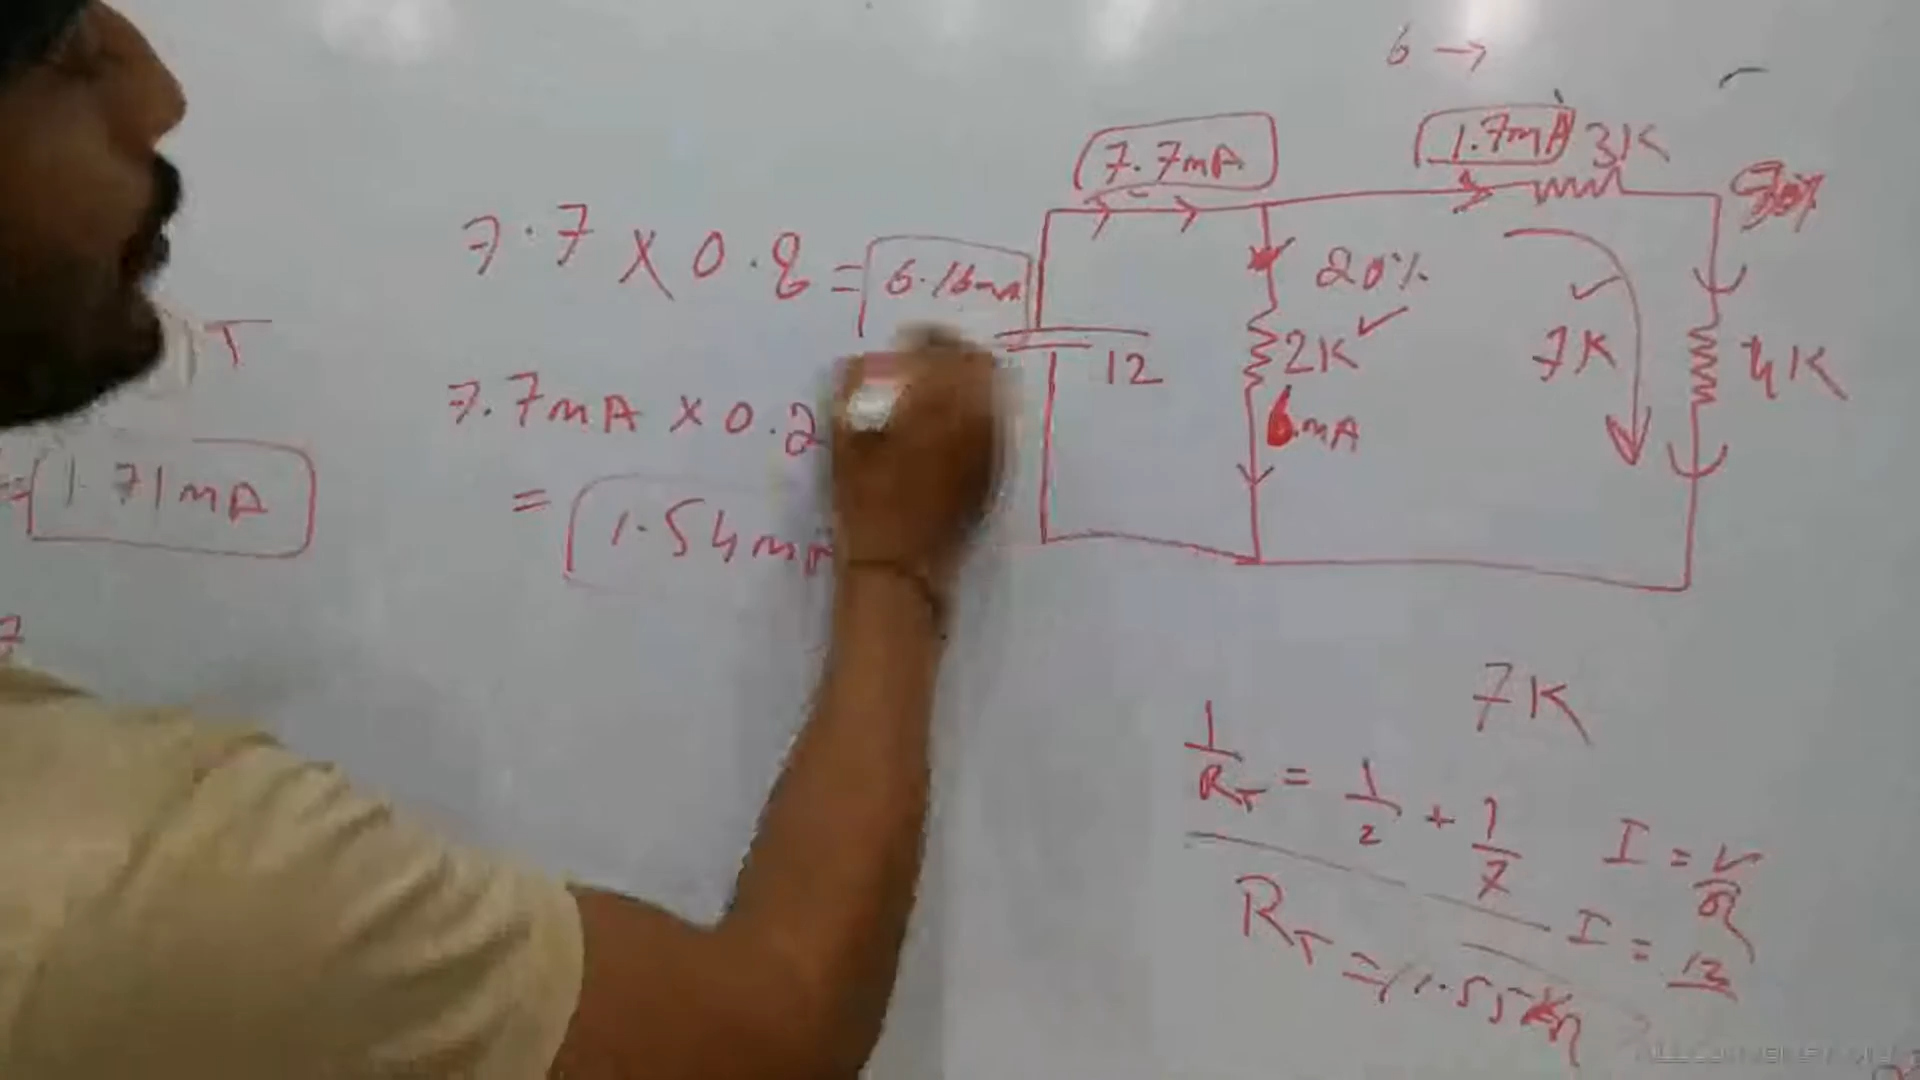 6 →
7.7mA
1.7mA 3K
7.7 X 0.8 = 6.16mA
20%
T
2K
12
7K
4K
7.7mA X 0.2
6mA
= 1.71mA
= 1.54mA
7K
1/RT = 1/2 + 1/7
I = V/R
RT = 1.55KΩ
I = 12